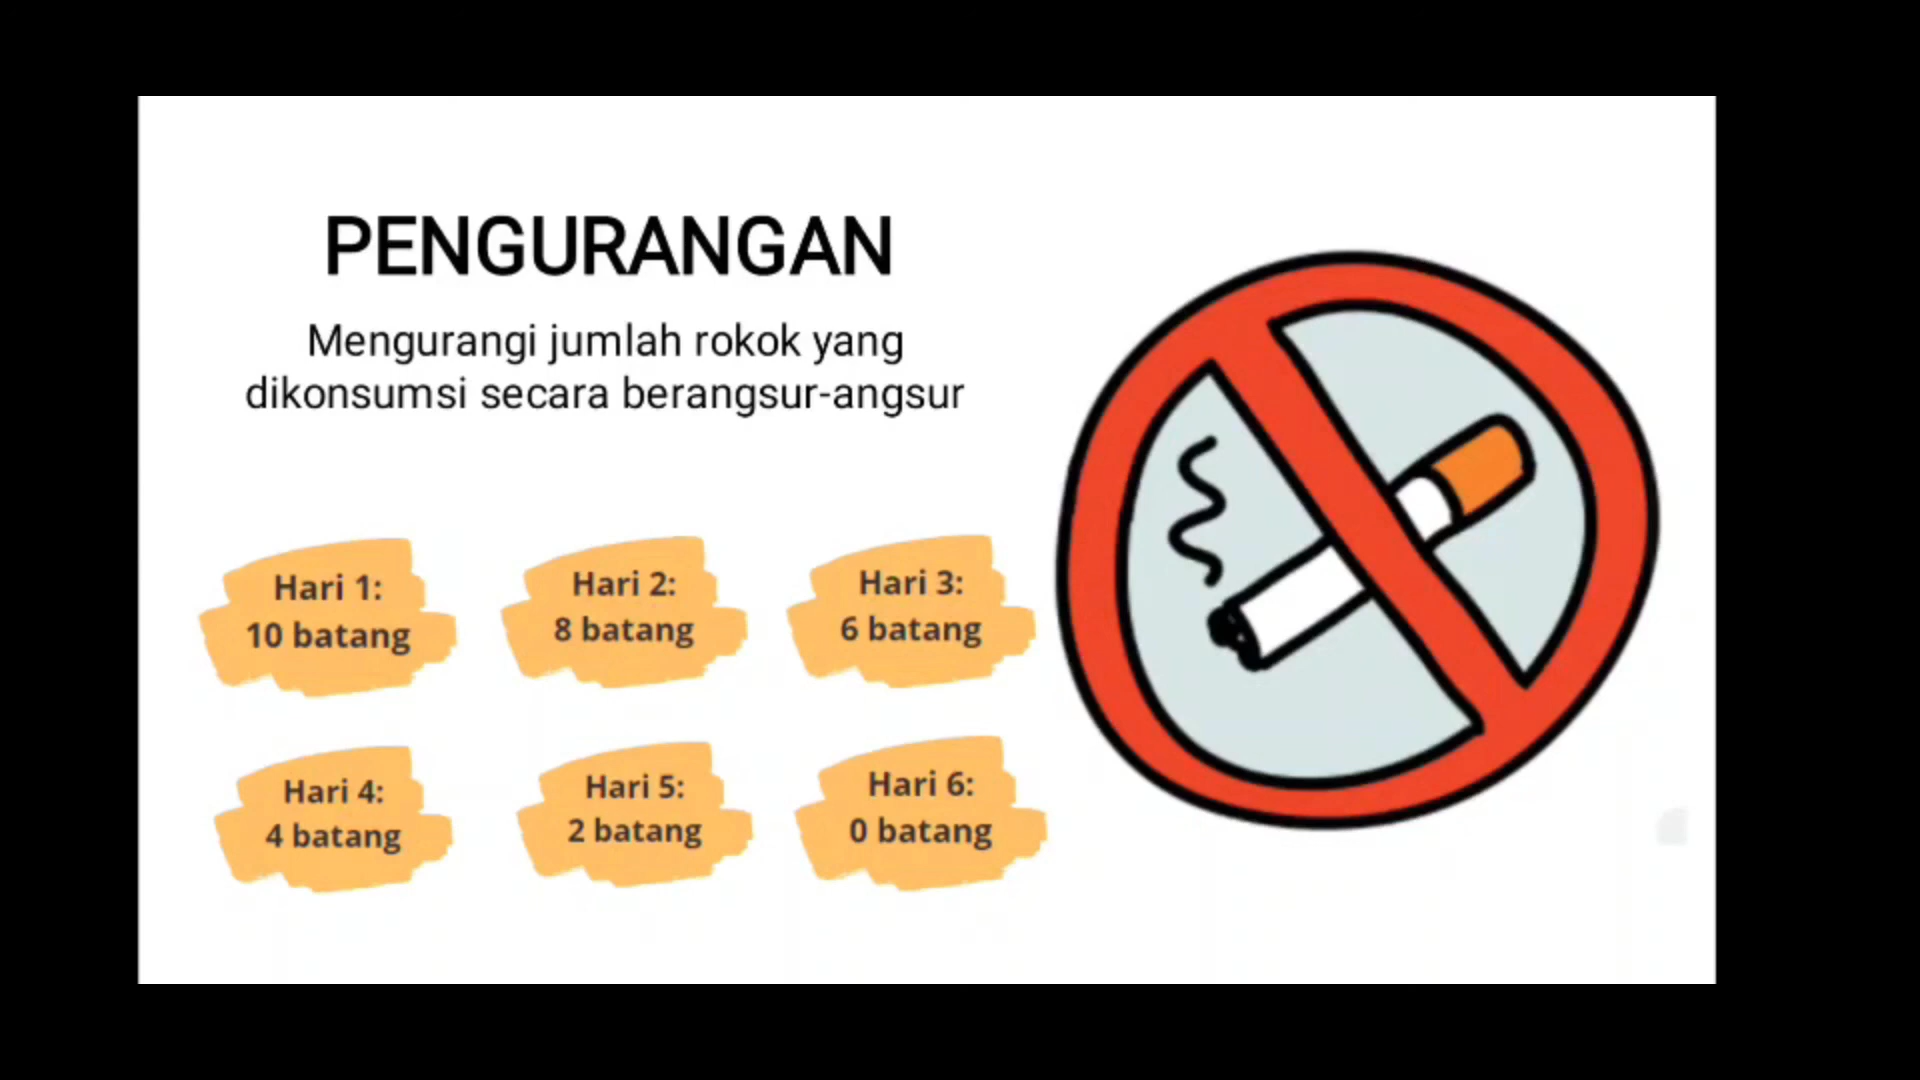 PENGURANGAN
Mengurangi jumlah rokok yang
dikonsumsi secara berangsur-angsur
Hari 1:
10 batang
Hari 2:
8 batang
Hari 3:
6 batang
Hari 4:
4 batang
Hari 5:
2 batang
Hari 6:
0 batang